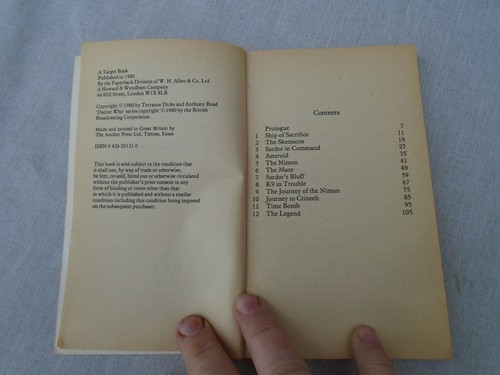 A Target Book
Published in 1980
By the Paperback Division of W. H. Allen & Co. Ltd
A Howard & Wyndham Company
44 Hill Street, London W1X 8LB
Copyright © 1980 by Terrance Dicks and Anthony Read
'Doctor Who' series copyright © 1980 by the British
Broadcasting Corporation
Made and printed in Great Britain by
The Anchor Press Ltd, Tiptree, Essex
ISBN 0 426 20131 0
This book is sold subject to the condition that
it shall not, by way of trade or otherwise,
be lent, re-sold, hired out or otherwise circulated
without the publisher's prior consent in any
form of binding or cover other than that
in which it is published and without a similar
condition including this condition being imposed
on the subsequent purchaser.
Contents
Prologue 7
1 Ship of Sacrifice 11
2 The Skonnons 19
3 Sardor in Command 27
4 Asteroid 35
5 The Nimon 41
6 The Maze 49
7 Sardor's Bluff 59
8 K9 in Trouble 67
9 The Journey of the Nimon 75
10 Journey to Crinoth 85
11 Time Bomb 95
12 The Legend 105